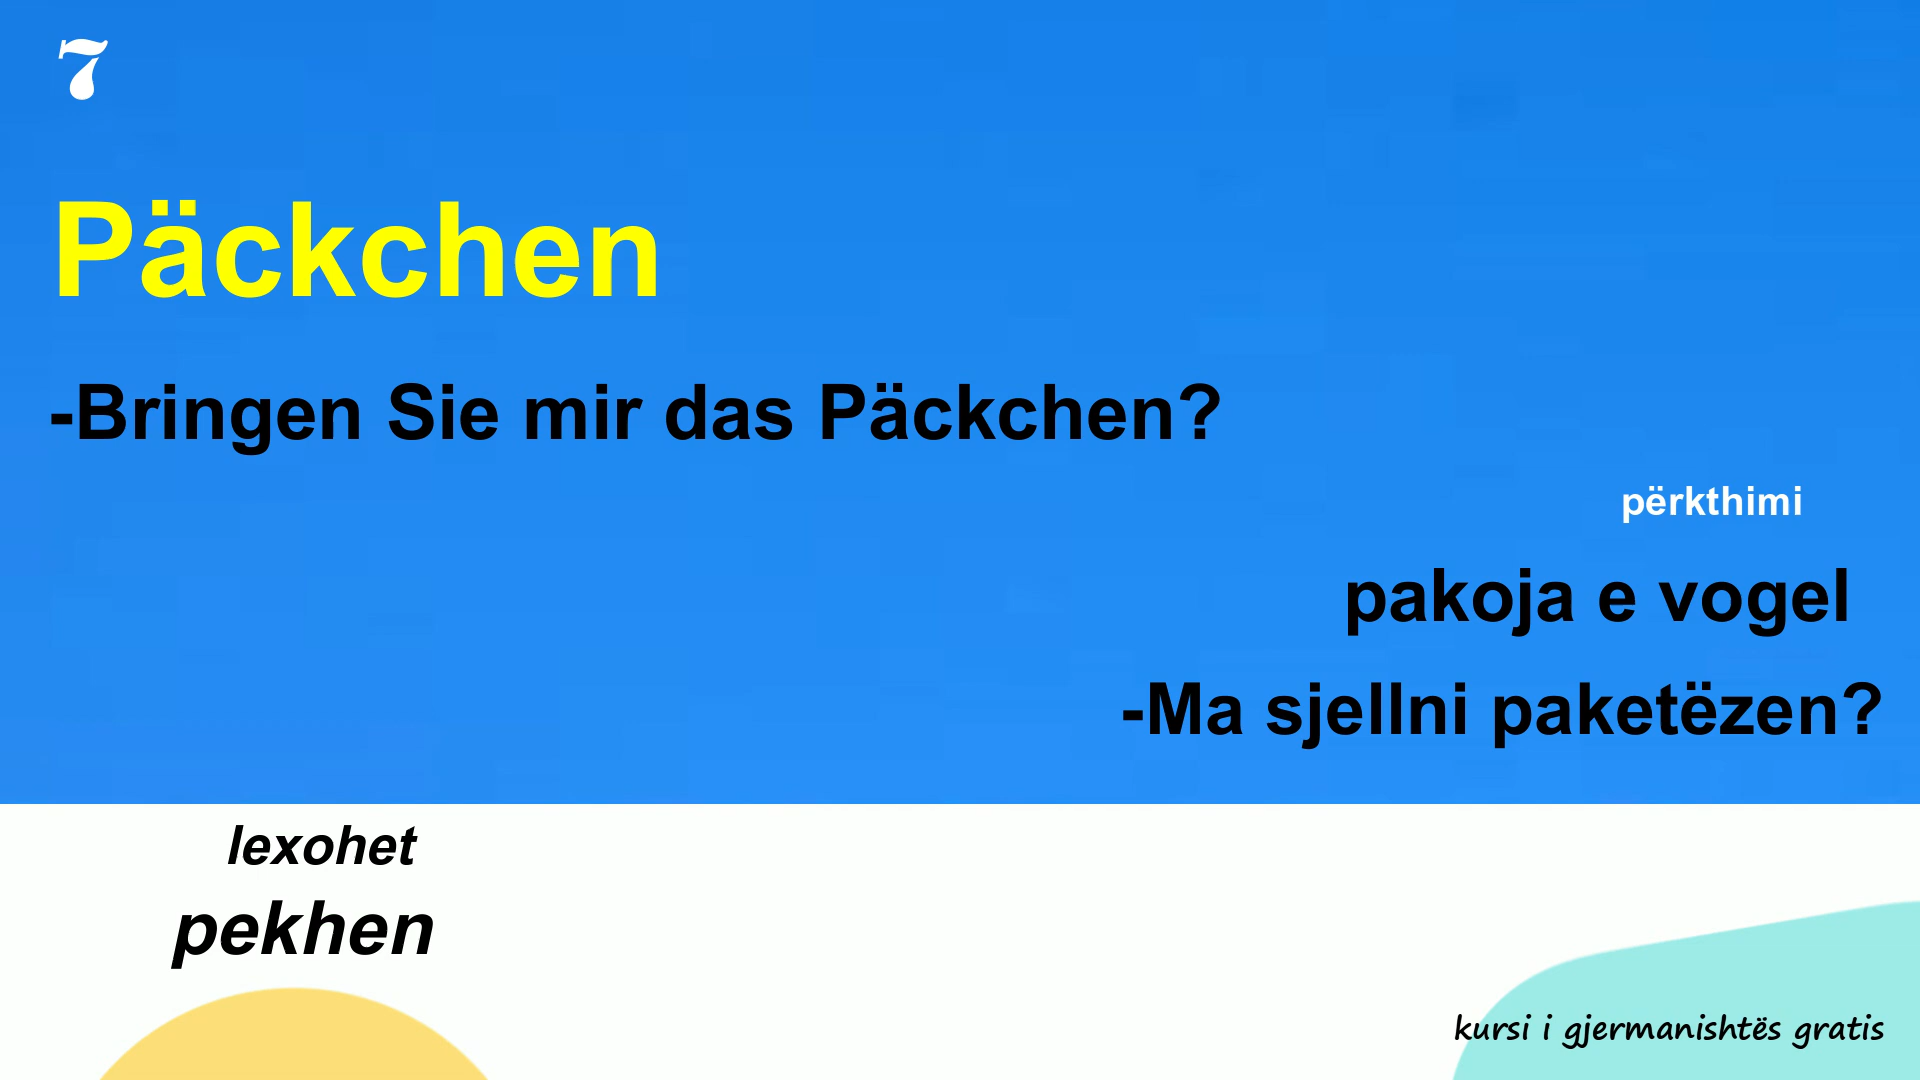 7
Päckchen
-Bringen Sie mir das Päckchen?
përkthimi
pakoja e vogel
-Ma sjellni paketëzen?
lexohet
pekhen
kursi i gjermanishtës gratis